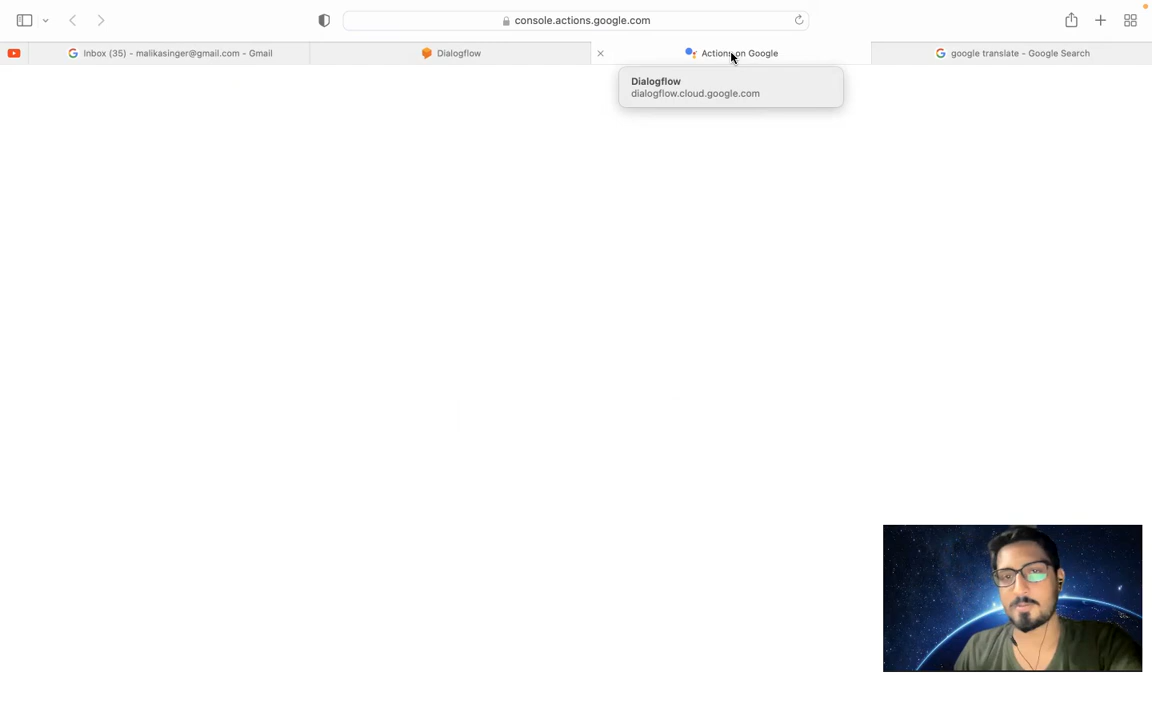 console.actions.google.com
Inbox (35) - malikasinger@gmail.com - Gmail
Dialogflow
Actions on Google
google translate - Google Search
Dialogflow
dialogflow.cloud.google.com